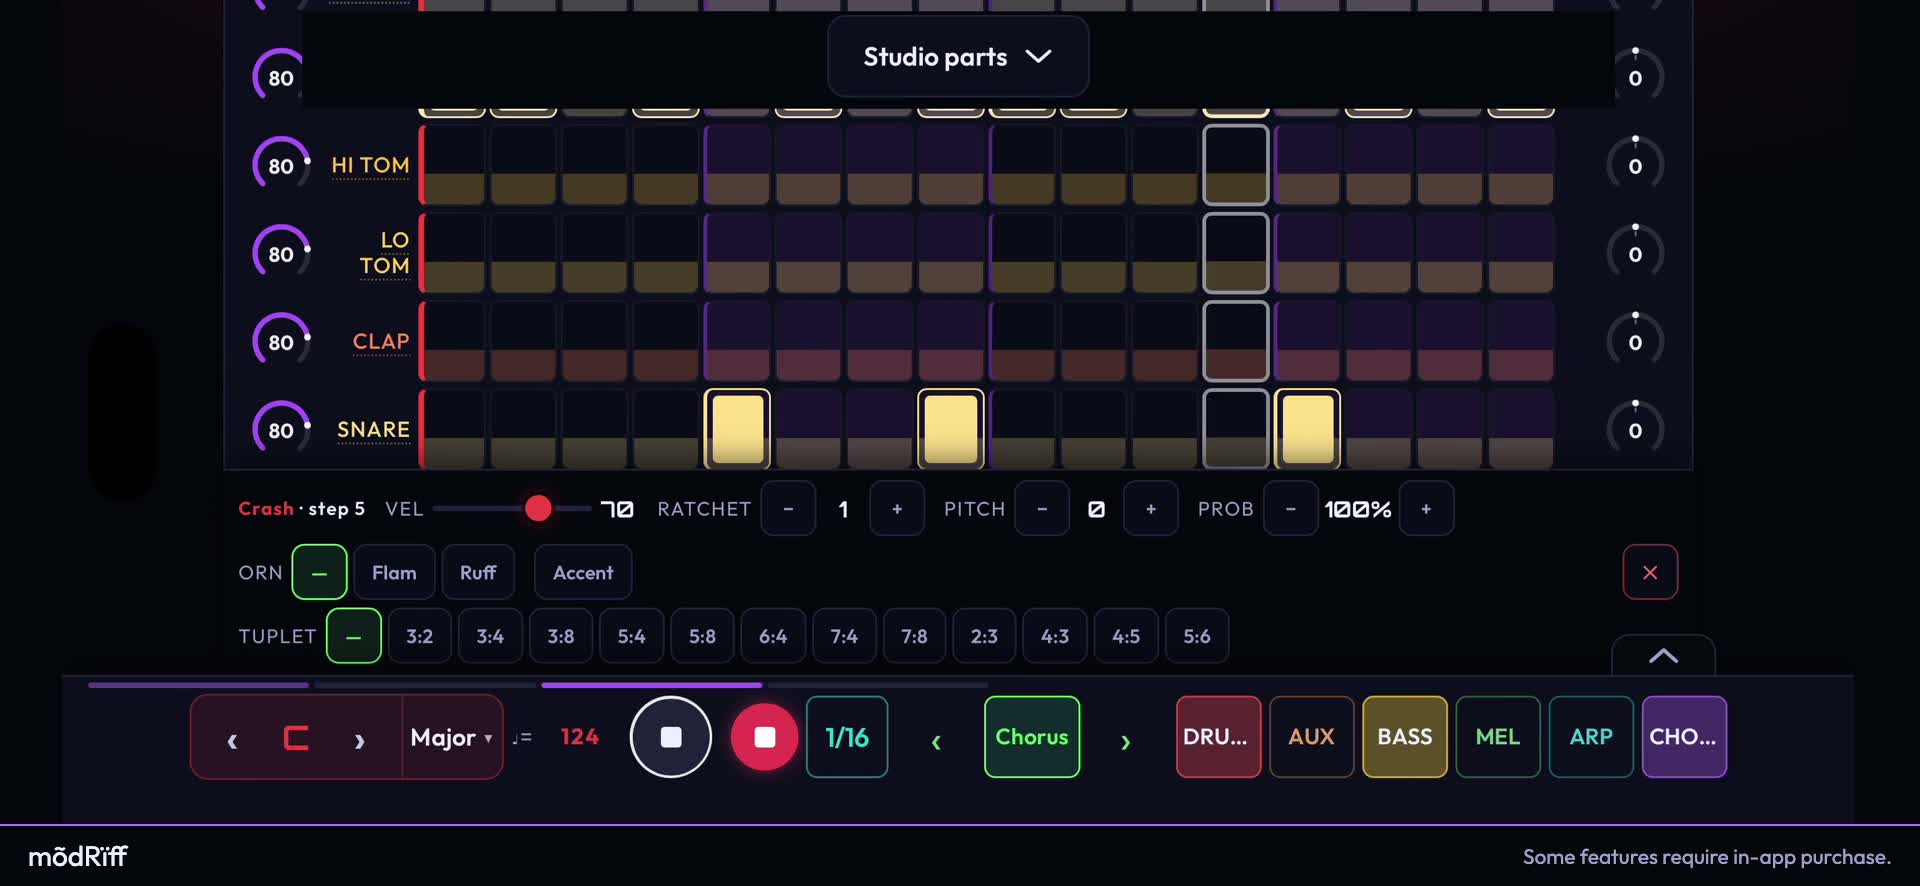 Studio parts
80 0
80 HI TOM 0
80 LO TOM 0
80 CLAP 0
80 SNARE 0
Crash · step 5 VEL 70 RATCHET − 1 + PITCH − 0 + PROB − 100% +
ORN — Flam Ruff Accent ×
TUPLET — 3:2 3:4 3:8 5:4 5:8 6:4 7:4 7:8 2:3 4:3 4:5 5:6
‹ C › Major ▾ ♩= 124 1/16 ‹ Chorus › DRU... AUX BASS MEL ARP CHO...
mõdRïff Some features require in-app purchase.